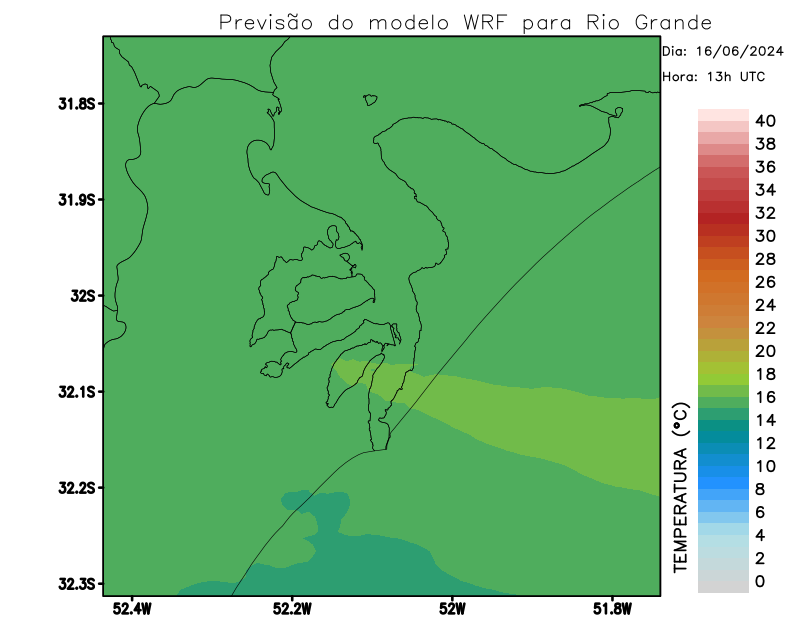 Previsão do modelo WRF para Rio Grande
Dia: 16/06/2024
Hora: 13h UTC
31.8S
31.9S
32S
32.1S
32.2S
32.3S
52.4W
52.2W
52W
51.8W
TEMPERATURA (°C)
40
38
36
34
32
30
28
26
24
22
20
18
16
14
12
10
8
6
4
2
0